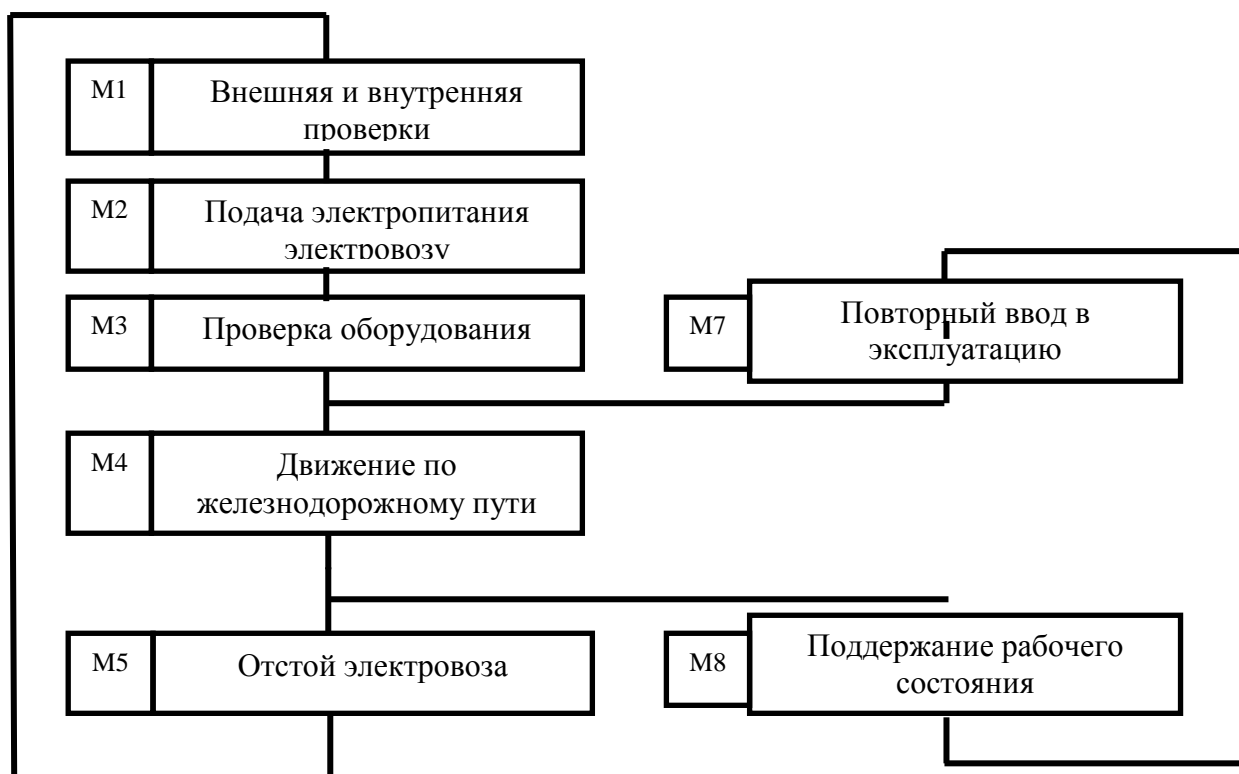 М1
Внешняя и внутренняя
проверки
М2
Подача электропитания
электровозу
М3
Проверка оборудования
М7
Повторный ввод в
эксплуатацию
М4
Движение по
железнодорожному пути
М5
Отстой электровоза
М8
Поддержание рабочего
состояния